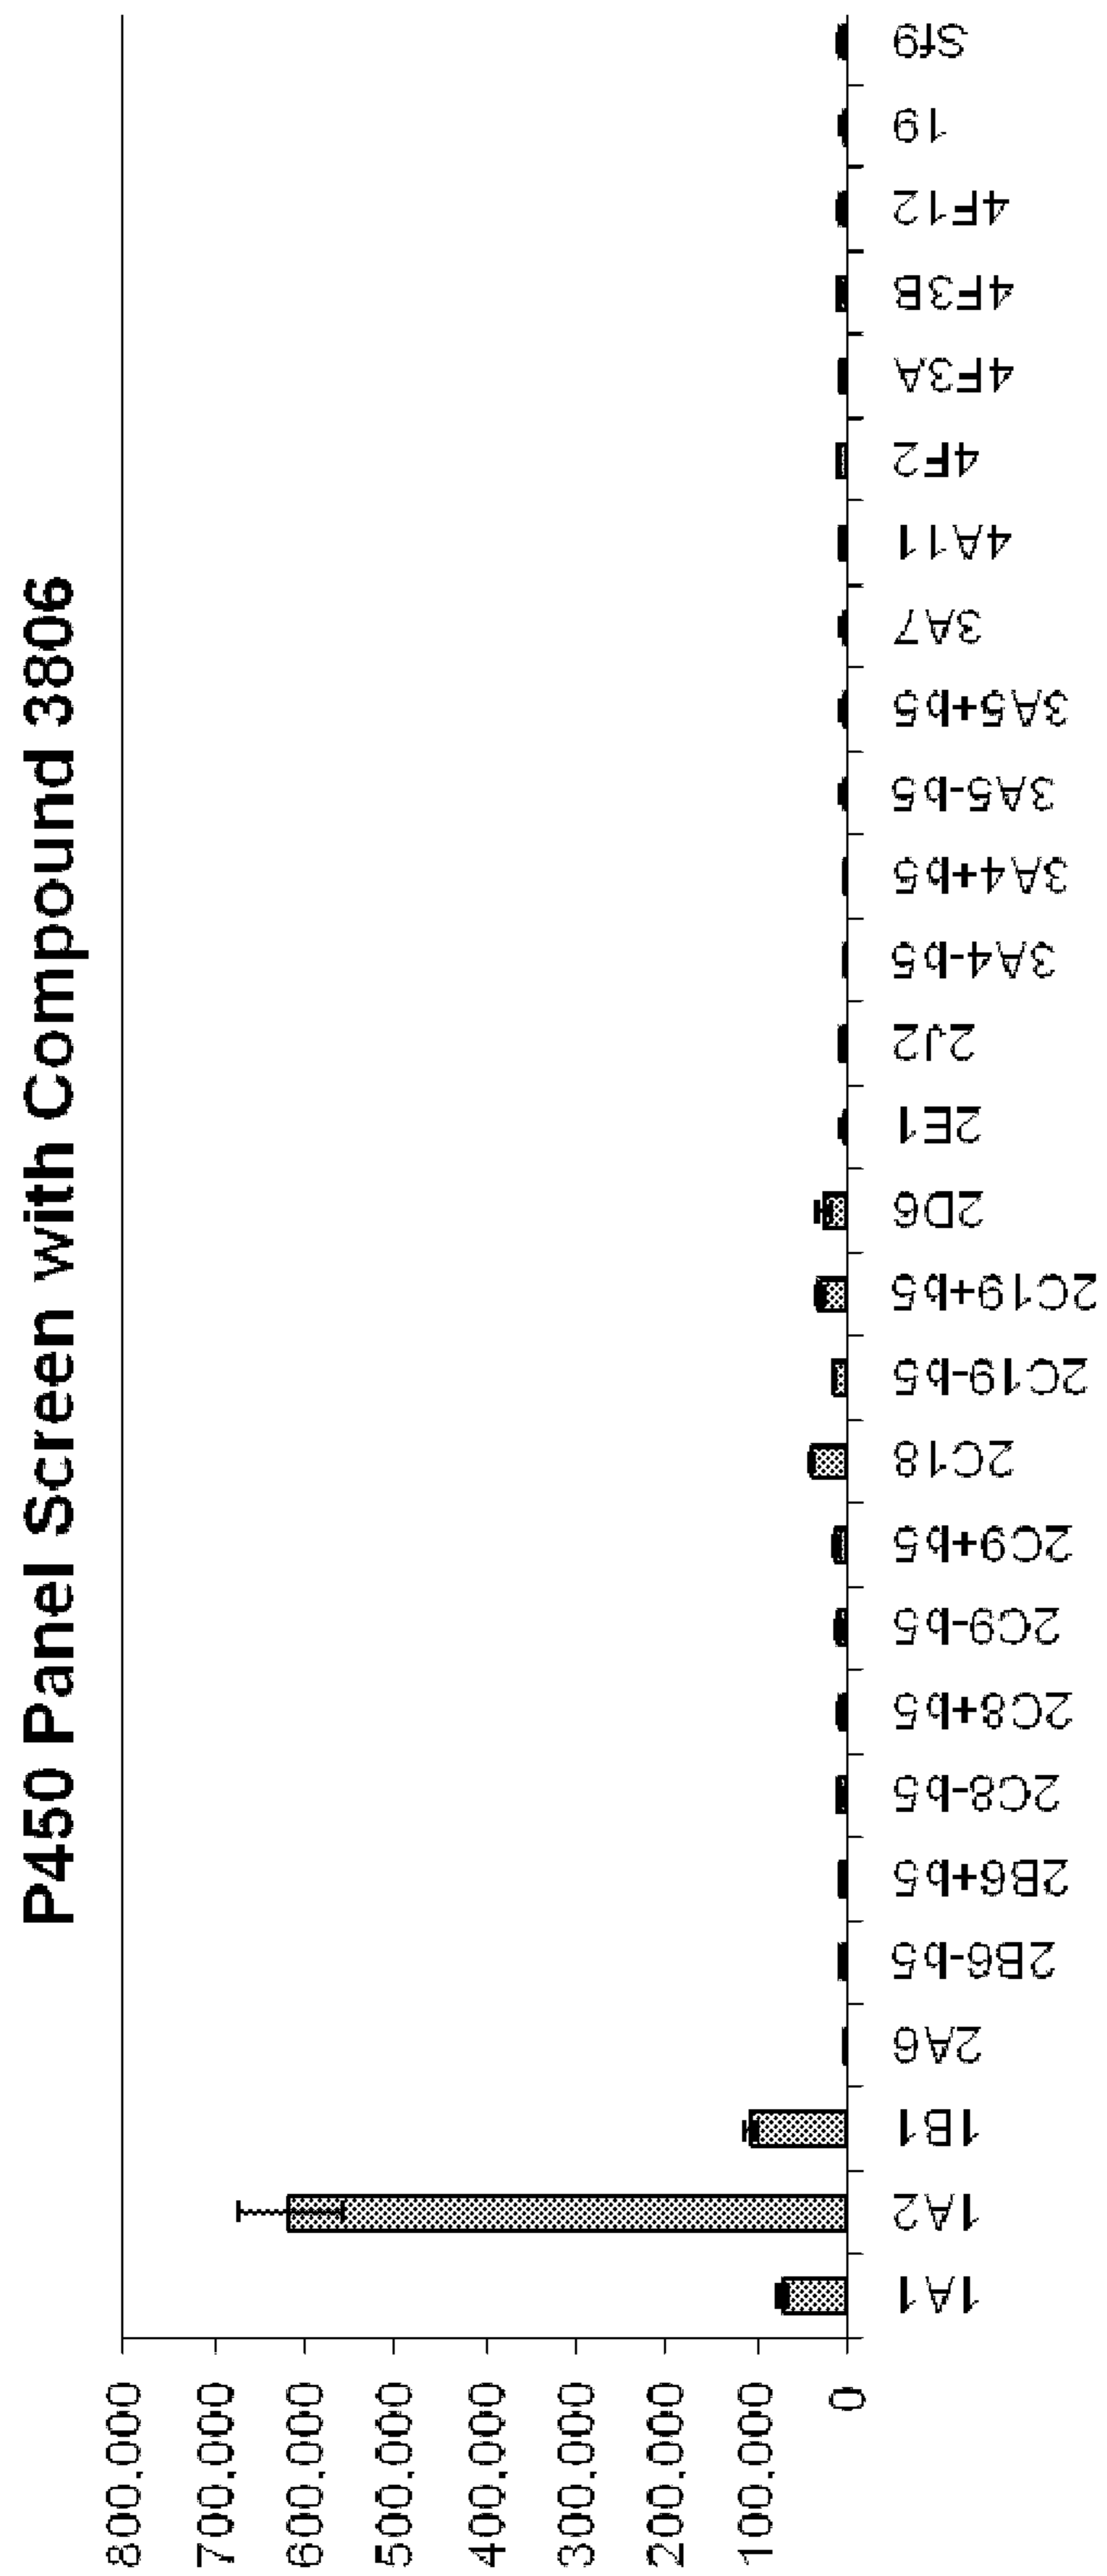 P450 Panel Screen with Compound 3806
800.000
700.000
600.000
500.000
400.000
300.000
200.000
100.000
0
1A1
1A2
1B1
2A6
2B6-b5
2B6+b5
2C8-b5
2C8+b5
2C9-b5
2C9+b5
2C18
2C19-b5
2C19+b5
2D6
2E1
2J2
3A4-b5
3A4+b5
3A5-b5
3A5+b5
3A7
4A11
4F2
4F3A
4F3B
4F12
19
Sf9